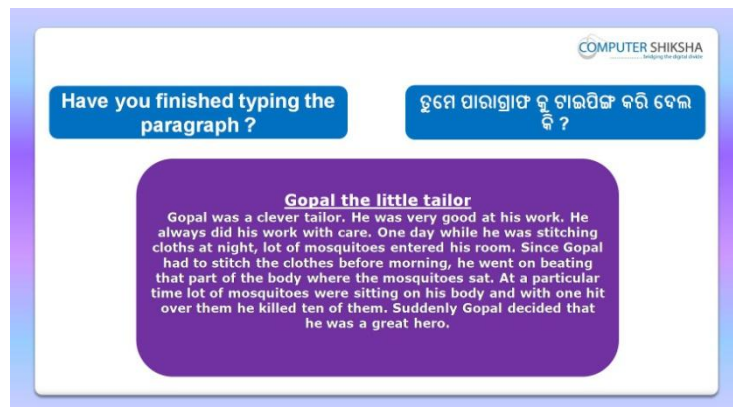 COMPUTER SHIKSHA
... bridging the digital divide
Have you finished typing the
paragraph ?
ତୁମେ ପାରାଗ୍ରାଫ କୁ ଟାଇପିଙ୍ଗ କରି ଦେଲ
କି ?
Gopal the little tailor
Gopal was a clever tailor. He was very good at his work. He
always did his work with care. One day while he was stitching
cloths at night, lot of mosquitoes entered his room. Since Gopal
had to stitch the clothes before morning, he went on beating
that part of the body where the mosquitoes sat. At a particular
time lot of mosquitoes were sitting on his body and with one hit
over them he killed ten of them. Suddenly Gopal decided that
he was a great hero.